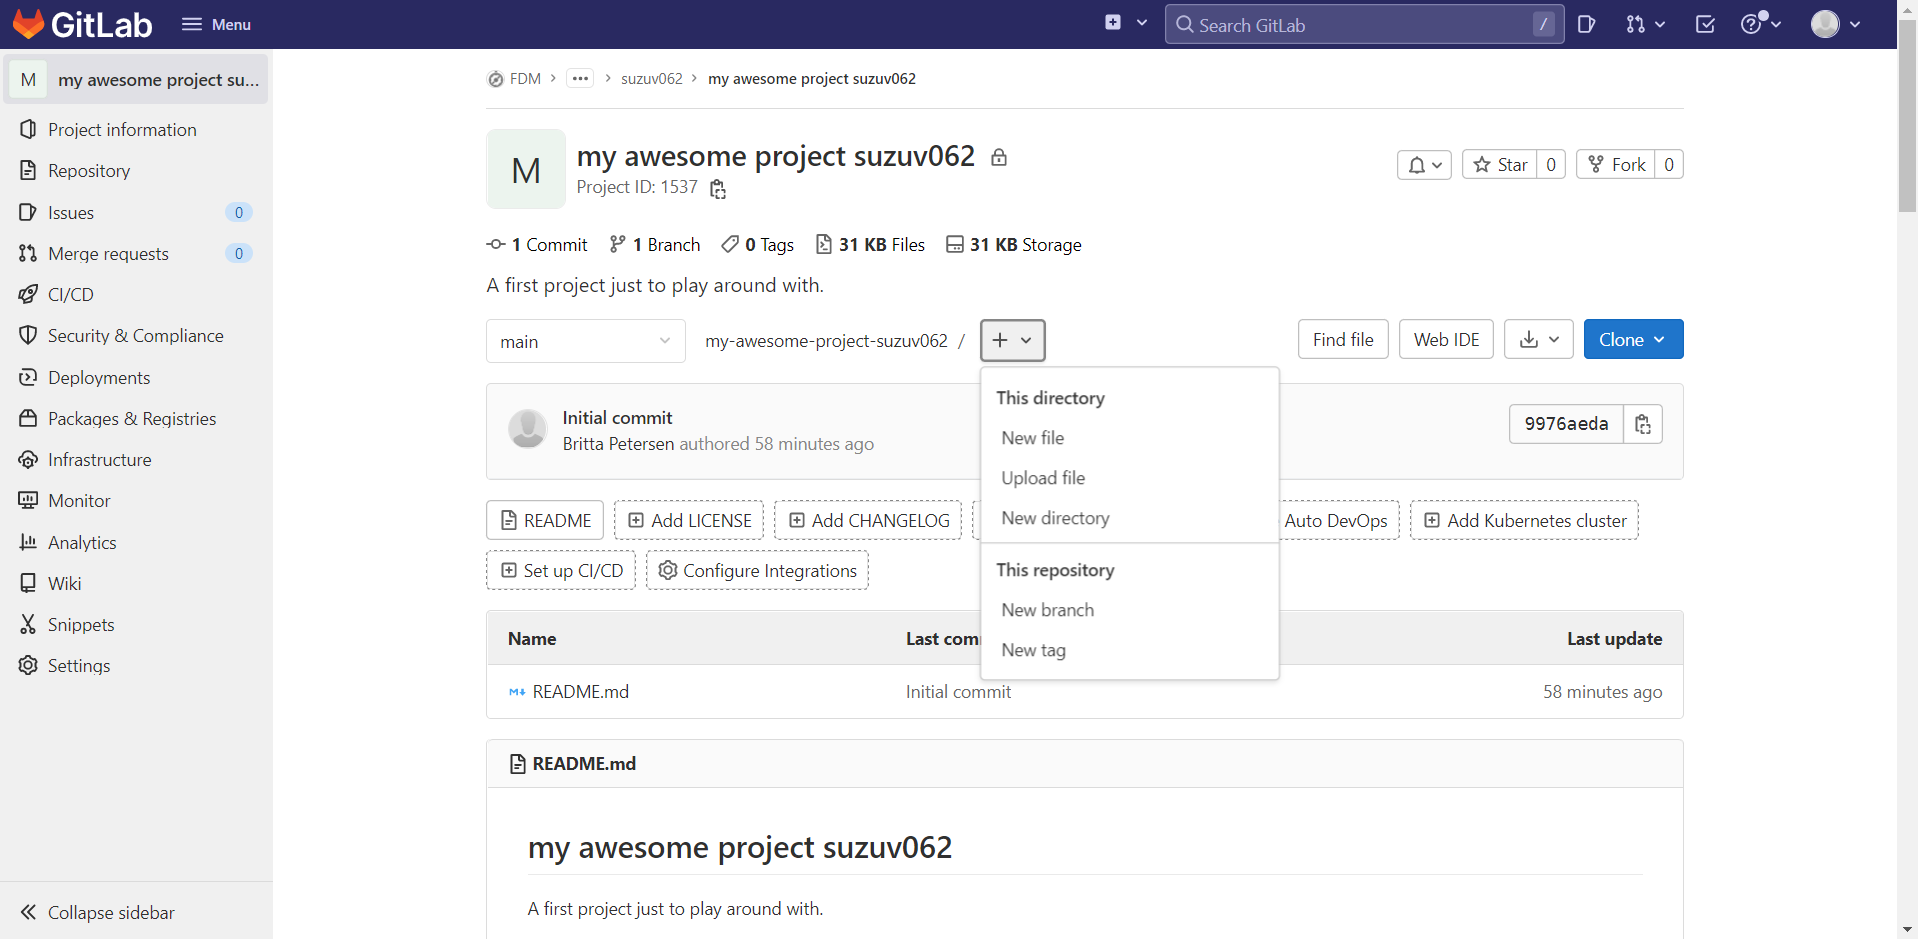 GitLab
Menu
Search GitLab
/
M
my awesome project su...
Project information
Repository
Issues 0
Merge requests 0
CI/CD
Security & Compliance
Deployments
Packages & Registries
Infrastructure
Monitor
Analytics
Wiki
Snippets
Settings
Collapse sidebar
FDM > ... > suzuv062 > my awesome project suzuv062
M
my awesome project suzuv062
Project ID: 1537
Star 0
Fork 0
1 Commit 1 Branch 0 Tags 31 KB Files 31 KB Storage
A first project just to play around with.
main
my-awesome-project-suzuv062 / +
Find file
Web IDE
Clone
This directory
New file
Upload file
New directory
This repository
New branch
New tag
Initial commit
Britta Petersen authored 58 minutes ago
9976aeda
README
Add LICENSE
Add CHANGELOG
Auto DevOps
Add Kubernetes cluster
Set up CI/CD
Configure Integrations
Name Last com Last update
README.md Initial commit 58 minutes ago
README.md
my awesome project suzuv062
A first project just to play around with.